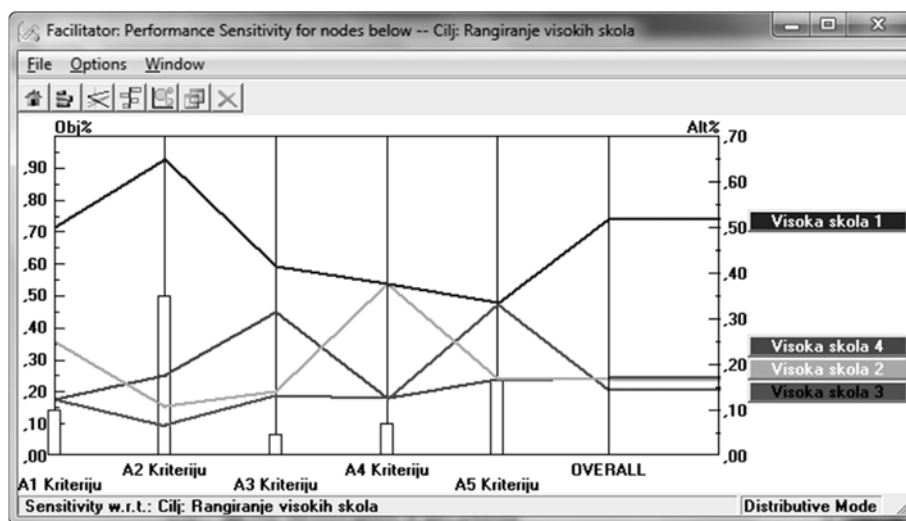 Facilitator: Performance Sensitivity for nodes below -- Cilj: Rangiranje visokih skola
File Options Window
Obj%
Alt%
,90
,80
,70
,60
,50
,40
,30
,20
,10
,00
,70
,60
,50
,40
,30
,20
,10
,00
Visoka skola 1
Visoka skola 4
Visoka skola 2
Visoka skola 3
A1 Kriteriju
A2 Kriteriju
A3 Kriteriju
A4 Kriteriju
A5 Kriteriju
OVERALL
Sensitivity w.r.t.: Cilj: Rangiranje visokih skola
Distributive Mode